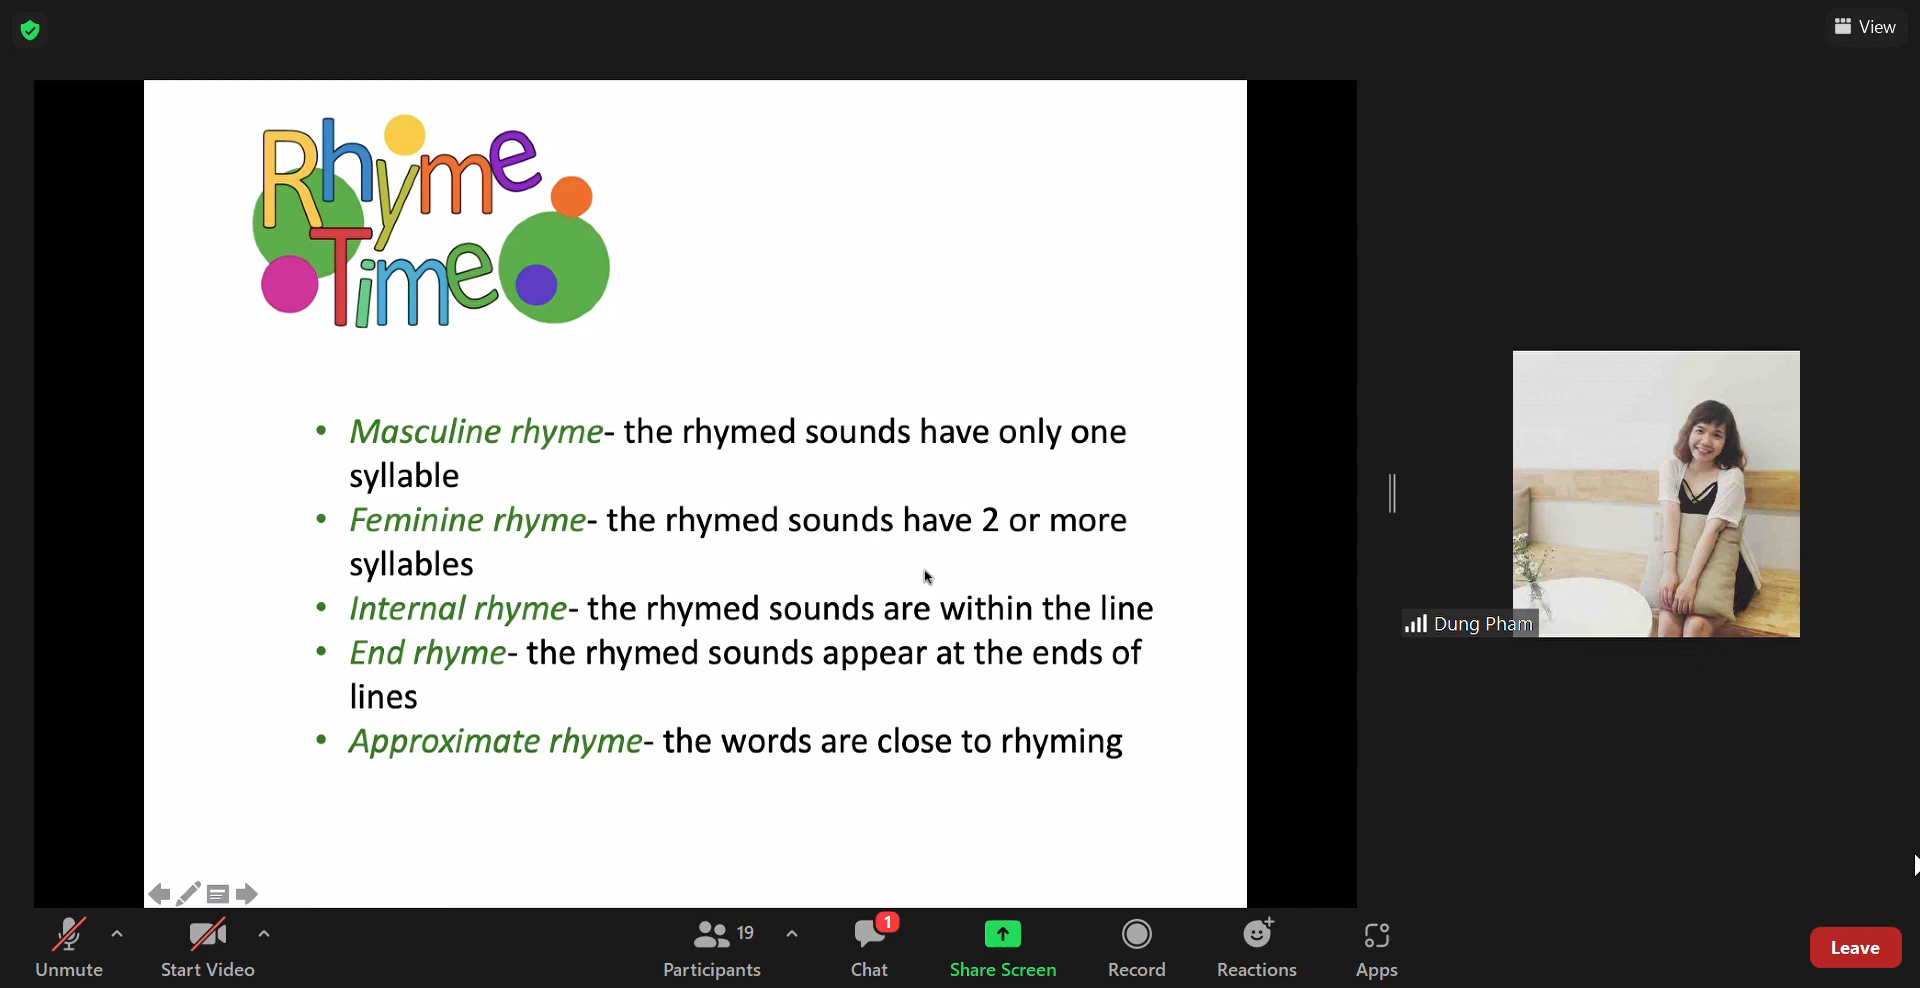 View
Rhyme
Time
• Masculine rhyme- the rhymed sounds have only one
syllable
• Feminine rhyme- the rhymed sounds have 2 or more
syllables
• Internal rhyme- the rhymed sounds are within the line
• End rhyme- the rhymed sounds appear at the ends of
lines
• Approximate rhyme- the words are close to rhyming
Dung Pham
19
1
Unmute
Start Video
Participants
Chat
Share Screen
Record
Reactions
Apps
Leave